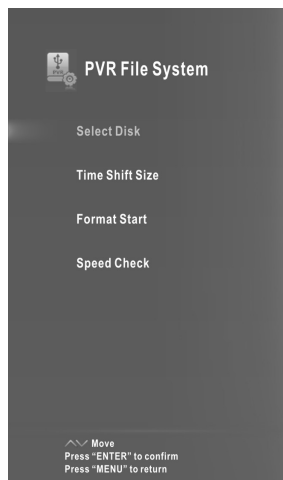 PVR
PVR File System
Select Disk
Time Shift Size
Format Start
Speed Check
Move
Press “ENTER” to confirm
Press “MENU” to return